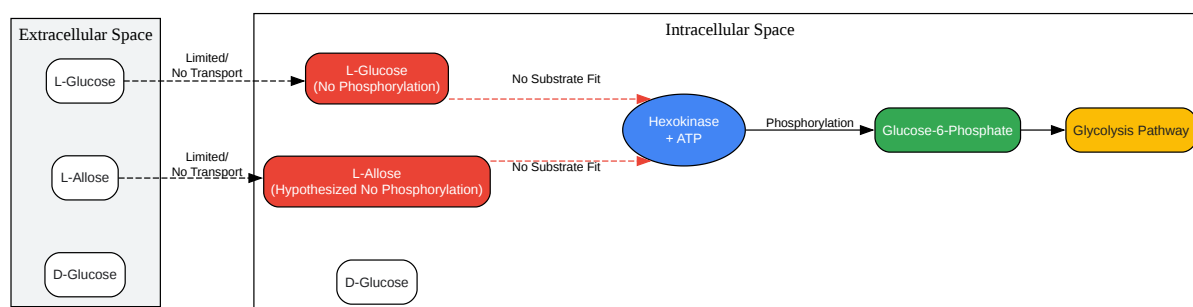 Extracellular Space
L-Glucose
L-Allose
D-Glucose
Limited/
No Transport
Limited/
No Transport
Intracellular Space
L-Glucose
(No Phosphorylation)
L-Allose
(Hypothesized No Phosphorylation)
D-Glucose
No Substrate Fit
No Substrate Fit
Hexokinase
+ ATP
Phosphorylation
Glucose-6-Phosphate
Glycolysis Pathway